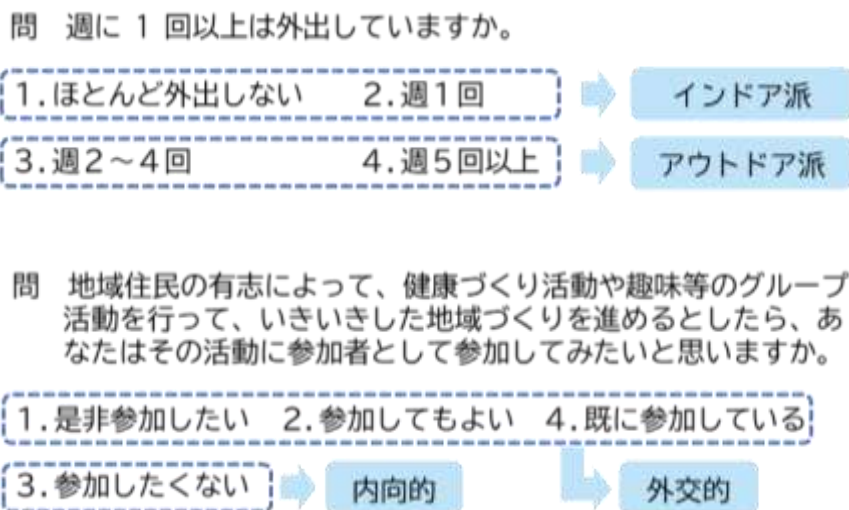 問　週に 1 回以上は外出していますか。
1.ほとんど外出しない　2.週1回　インドア派
3.週2～4回　4.週5回以上　アウトドア派
問　地域住民の有志によって、健康づくり活動や趣味等のグループ
活動を行って、いきいきした地域づくりを進めるとしたら、あ
なたはその活動に参加者として参加してみたいと思いますか。
1.是非参加したい　2.参加してもよい　4.既に参加している
3.参加したくない　内向的　外交的